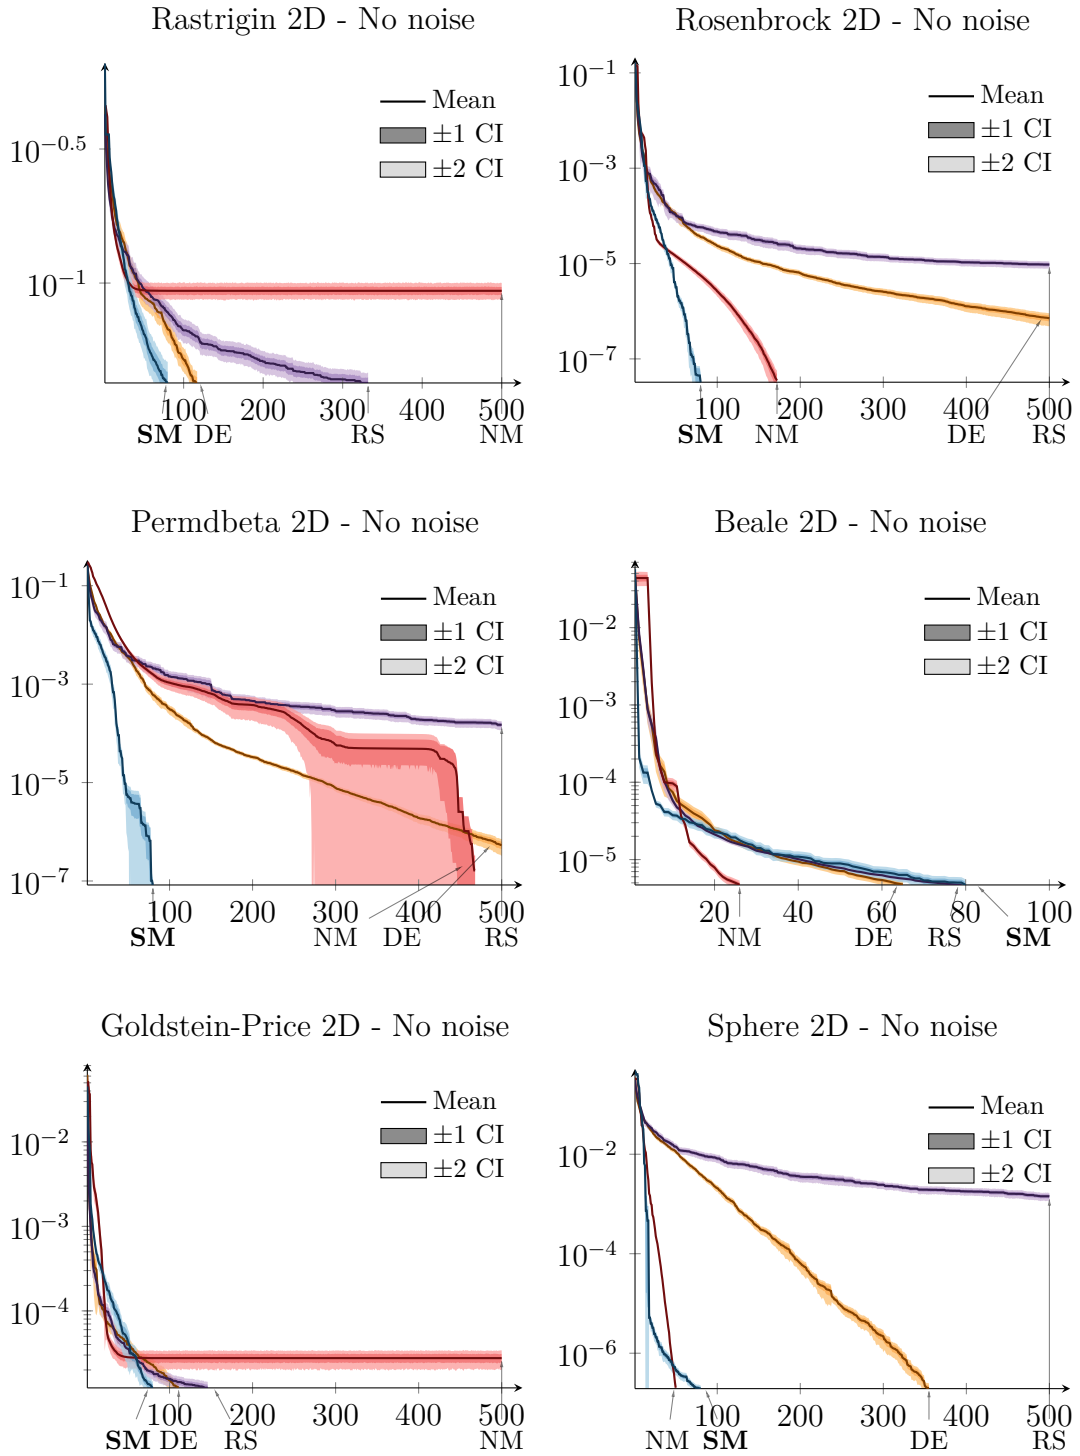 Rastrigin 2D - No noise
Mean
±1 CI
±2 CI
10^{-0.5}
10^{-1}
100 200 300 400 500
SM DE RS NM
Rosenbrock 2D - No noise
Mean
±1 CI
±2 CI
10^{-1}
10^{-3}
10^{-5}
10^{-7}
100 200 300 400 500
SM NM DE RS
Permdbeta 2D - No noise
Mean
±1 CI
±2 CI
10^{-1}
10^{-3}
10^{-5}
10^{-7}
100 200 300 400 500
SM NM DE RS
Beale 2D - No noise
Mean
±1 CI
±2 CI
10^{-2}
10^{-3}
10^{-4}
10^{-5}
20 40 60 80 100
NM DE RS SM
Goldstein-Price 2D - No noise
Mean
±1 CI
±2 CI
10^{-2}
10^{-3}
10^{-4}
100 200 300 400 500
SM DE RS NM
Sphere 2D - No noise
Mean
±1 CI
±2 CI
10^{-2}
10^{-4}
10^{-6}
100 200 300 400 500
NM SM DE RS